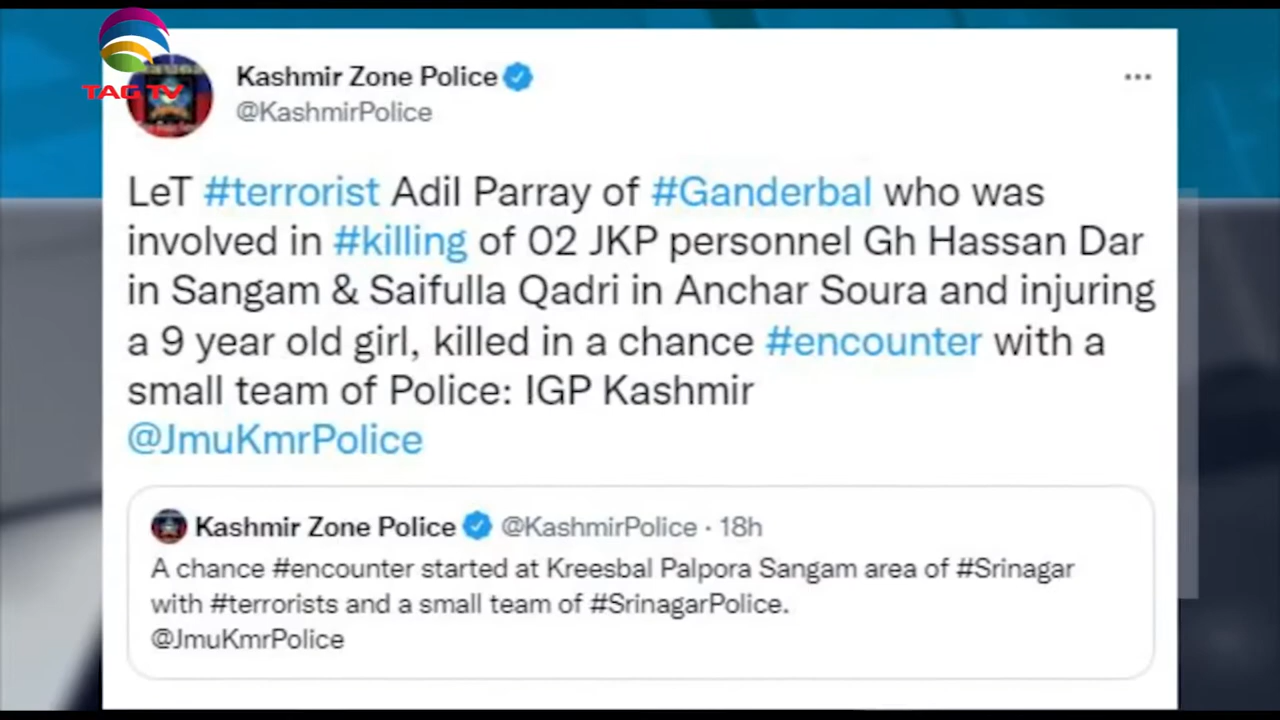 TAG TV
Kashmir Zone Police
@KashmirPolice
LeT #terrorist Adil Parray of #Ganderbal who was
involved in #killing of 02 JKP personnel Gh Hassan Dar
in Sangam & Saifulla Qadri in Anchar Soura and injuring
a 9 year old girl, killed in a chance #encounter with a
small team of Police: IGP Kashmir
@JmuKmrPolice
Kashmir Zone Police @KashmirPolice · 18h
A chance #encounter started at Kreesbal Palpora Sangam area of #Srinagar
with #terrorists and a small team of #SrinagarPolice.
@JmuKmrPolice